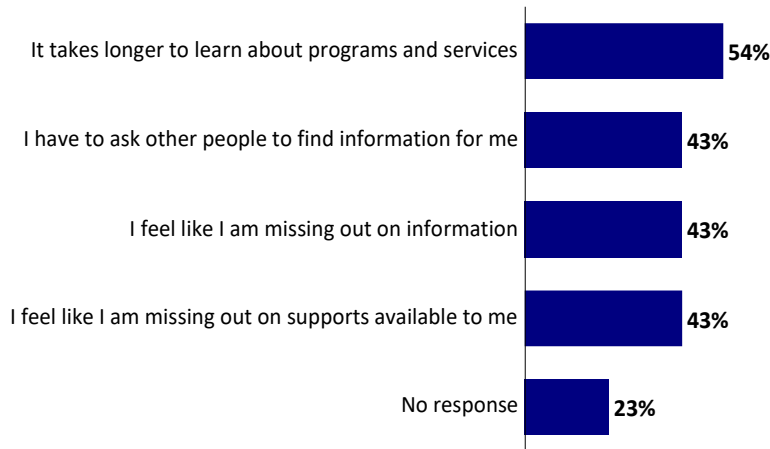 It takes longer to learn about programs and services 54%
I have to ask other people to find information for me 43%
I feel like I am missing out on information 43%
I feel like I am missing out on supports available to me 43%
No response 23%